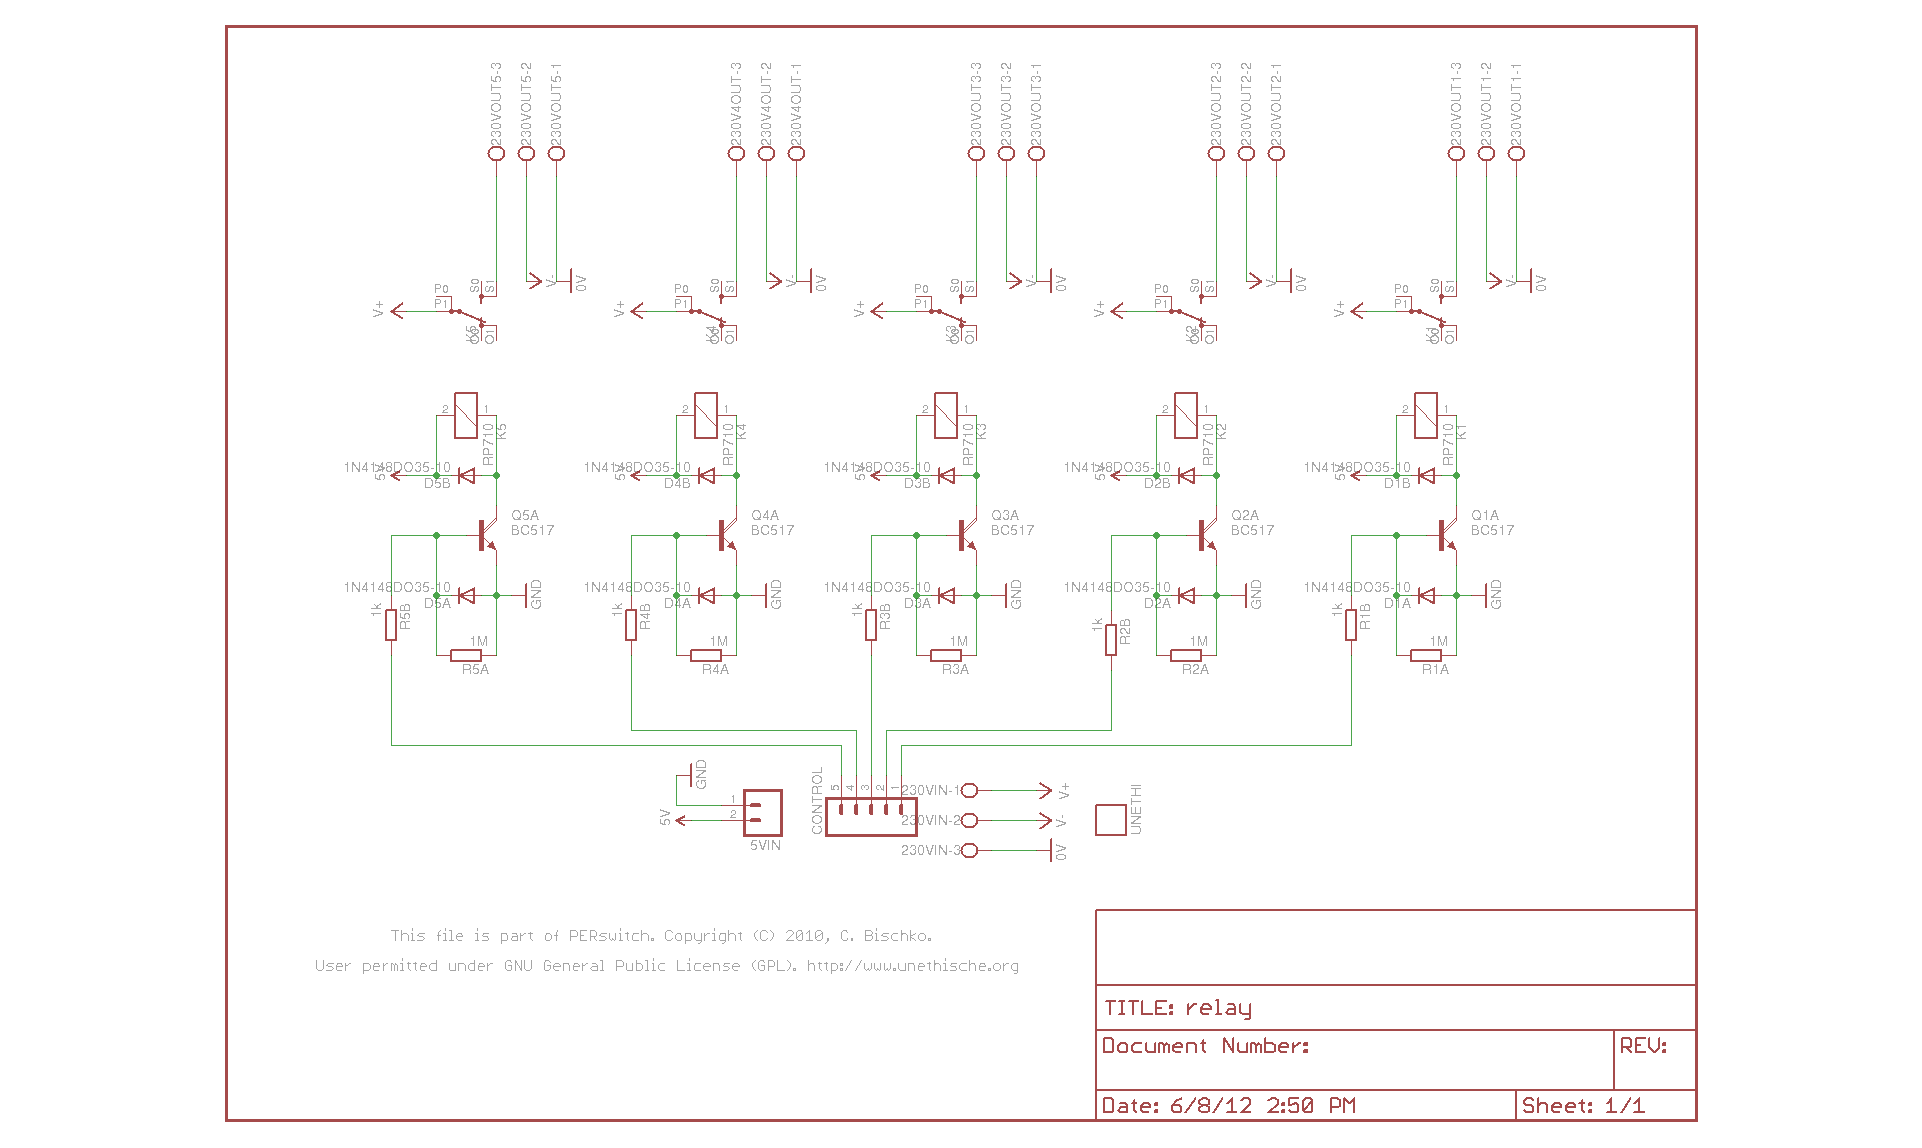 230VOUT5-3 230VOUT5-2 230VOUT5-1 230V4OUT-3 230V4OUT-2 230V4OUT-1 230VOUT3-3 230VOUT3-2 230VOUT3-1 230VOUT2-3 230VOUT2-2 230VOUT2-1 230VOUT1-3 230VOUT1-2 230VOUT1-1
V- 0V V- 0V V- 0V V- 0V V- 0V
P0 S0 S1 P0 S0 S1 P0 S0 S1 P0 S0 S1 P0 S0 S1
V+ P1 V+ P1 V+ P1 V+ P1 V+ P1
K5 O1 K4 O1 K3 O1 K2 O1 K1 O1
2 1 2 1 2 1 2 1 2 1
RP710 K5 RP710 K4 RP710 K3 RP710 K2 RP710 K1
1N4148DO35-10 1N4148DO35-10 1N4148DO35-10 1N4148DO35-10 1N4148DO35-10
5V D5B 5V D4B 5V D3B 5V D2B 5V D1B
Q5A Q4A Q3A Q2A Q1A
BC517 BC517 BC517 BC517 BC517
1N4148DO35-10 GND 1N4148DO35-10 GND 1N4148DO35-10 GND 1N4148DO35-10 GND 1N4148DO35-10 GND
D5A D4A D3A D2A D1A
1k R5B 1k R4B 1k R3B 1k R2B 1k R1B
1M 1M 1M 1M 1M
R5A R4A R3A R2A R1A
GND
CONTROL 5 4 3 2 1
230VIN-1 V+
1
2
5V
5VIN
230VIN-2 V-
230VIN-3 0V
UNETHI
This file is part of PERswitch. Copyright (C) 2010, C. Bischko.
User permitted under GNU General Public License (GPL). http://www.unethische.org
TITLE: relay
Document Number:
REV:
Date: 6/8/12 2:50 PM
Sheet: 1/1